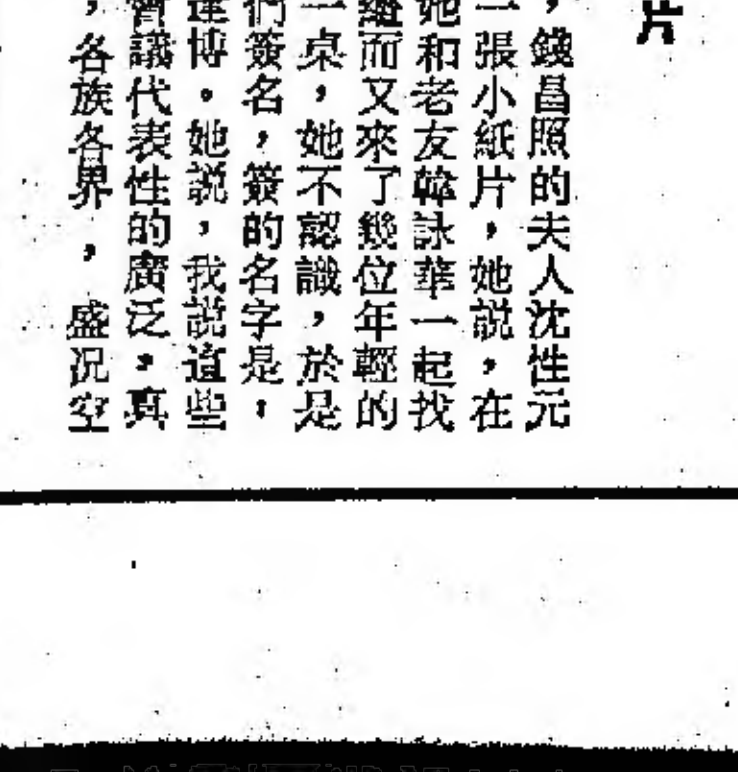 片
，錢昌照的夫人沈性元
一張小紙片，她說，在
她和老友韓詠華一起找
繼而又來了幾位年輕的
一桌，她不認識，於是
們簽名，簽的名字是，
達博。她說，我說這些
會議代表性的廣泛，真
，各族各界，盛況空